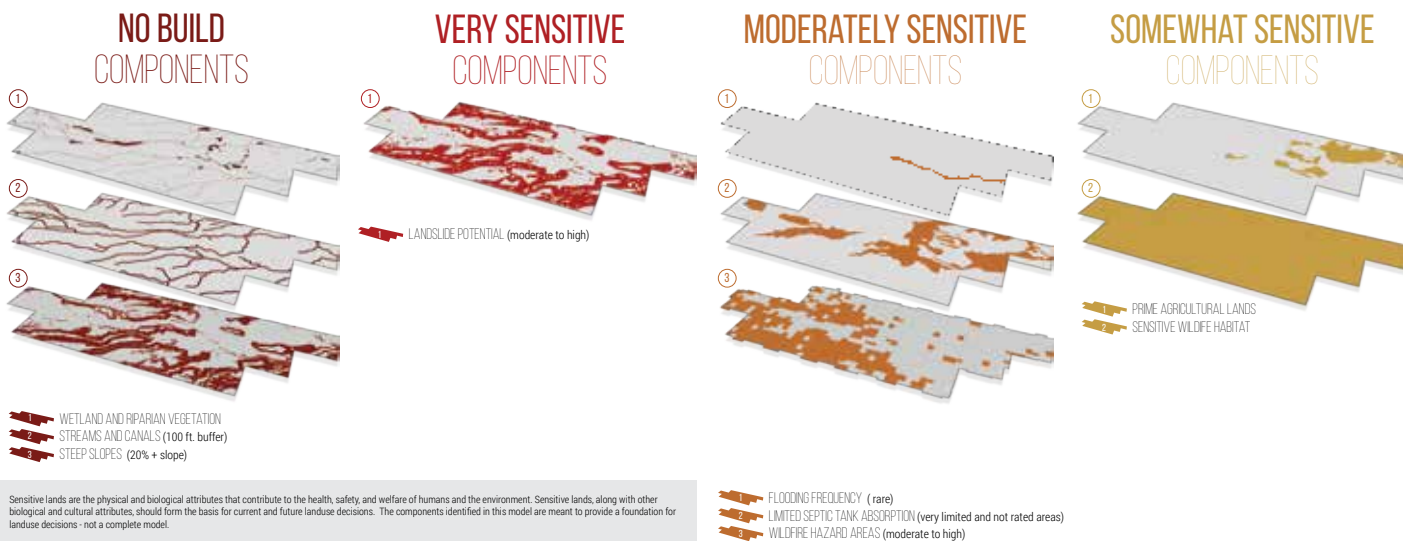 NO BUILD
COMPONENTS
1
2
3
1 WETLAND AND RIPARIAN VEGETATION
2 STREAMS AND CANALS (100 ft. buffer)
3 STEEP SLOPES (20% + slope)
VERY SENSITIVE
COMPONENTS
1
1 LANDSLIDE POTENTIAL (moderate to high)
MODERATELY SENSITIVE
COMPONENTS
1
2
3
1 FLOODING FREQUENCY ( rare)
2 LIMITED SEPTIC TANK ABSORPTION (very limited and not rated areas)
3 WILDFIRE HAZARD AREAS (moderate to high)
SOMEWHAT SENSITIVE
COMPONENTS
1
2
1 PRIME AGRICULTURAL LANDS
2 SENSITIVE WILDIFE HABITAT
Sensitive lands are the physical and biological attributes that contribute to the health, safety, and welfare of humans and the environment. Sensitive lands, along with other
biological and cultural attributes, should form the basis for current and future landuse decisions. The components identified in this model are meant to provide a foundation for
landuse decisions - not a complete model.